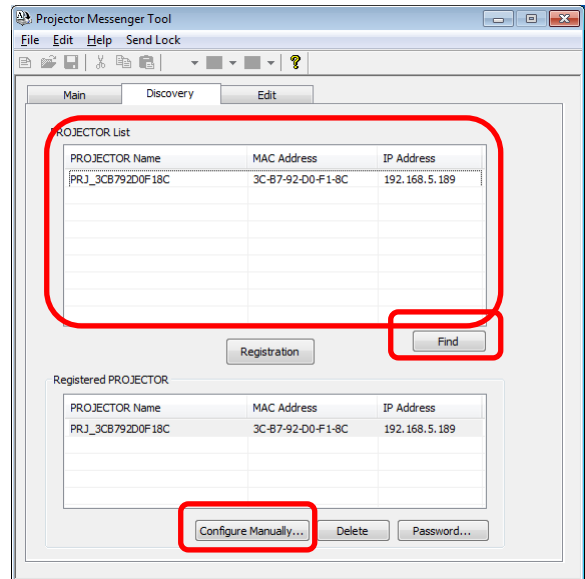 Projector Messenger Tool
File Edit Help Send Lock
Main Discovery Edit
PROJECTOR List
PROJECTOR Name MAC Address IP Address
PRJ_3CB792D0F18C 3C-B7-92-D0-F1-8C 192.168.5.189
Find
Registration
Registered PROJECTOR
PROJECTOR Name MAC Address IP Address
PRJ_3CB792D0F18C 3C-B7-92-D0-F1-8C 192.168.5.189
Configure Manually... Delete Password...